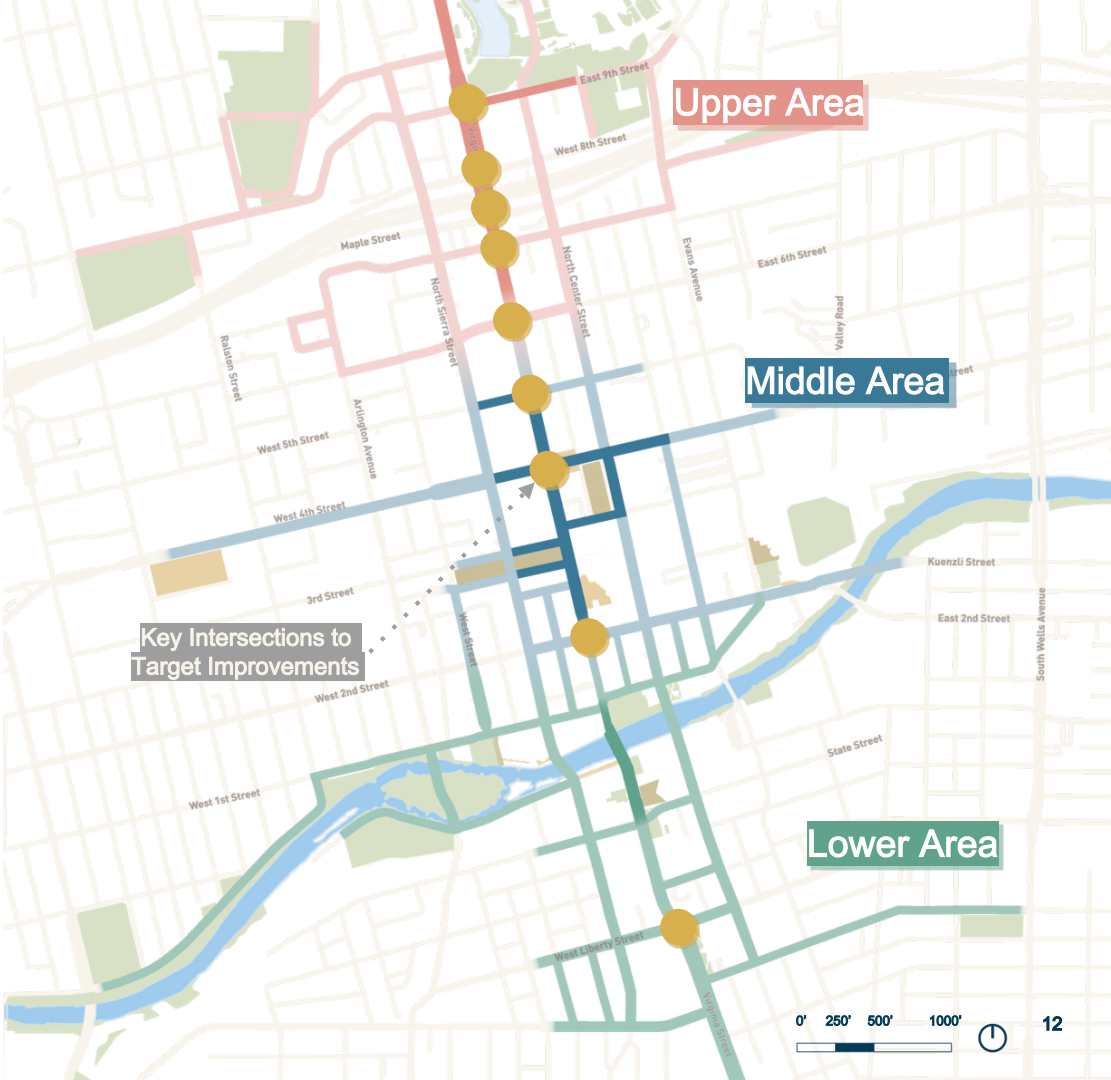 East 9th Street
Upper Area
West 8th Street
Maple Street
North Center Street
Evans Avenue
East 6th Street
North Sierra Street
Valley Road
Ralston Street
Middle Area
Street
Arlington Avenue
West 5th Street
West 4th Street
Kuenzli Street
3rd Street
East 2nd Street
South Wells Avenue
Key Intersections to
Target Improvements
West Street
West 2nd Street
State Street
West 1st Street
Lower Area
West Liberty Street
Virginia Street
0' 250' 500' 1000'
12